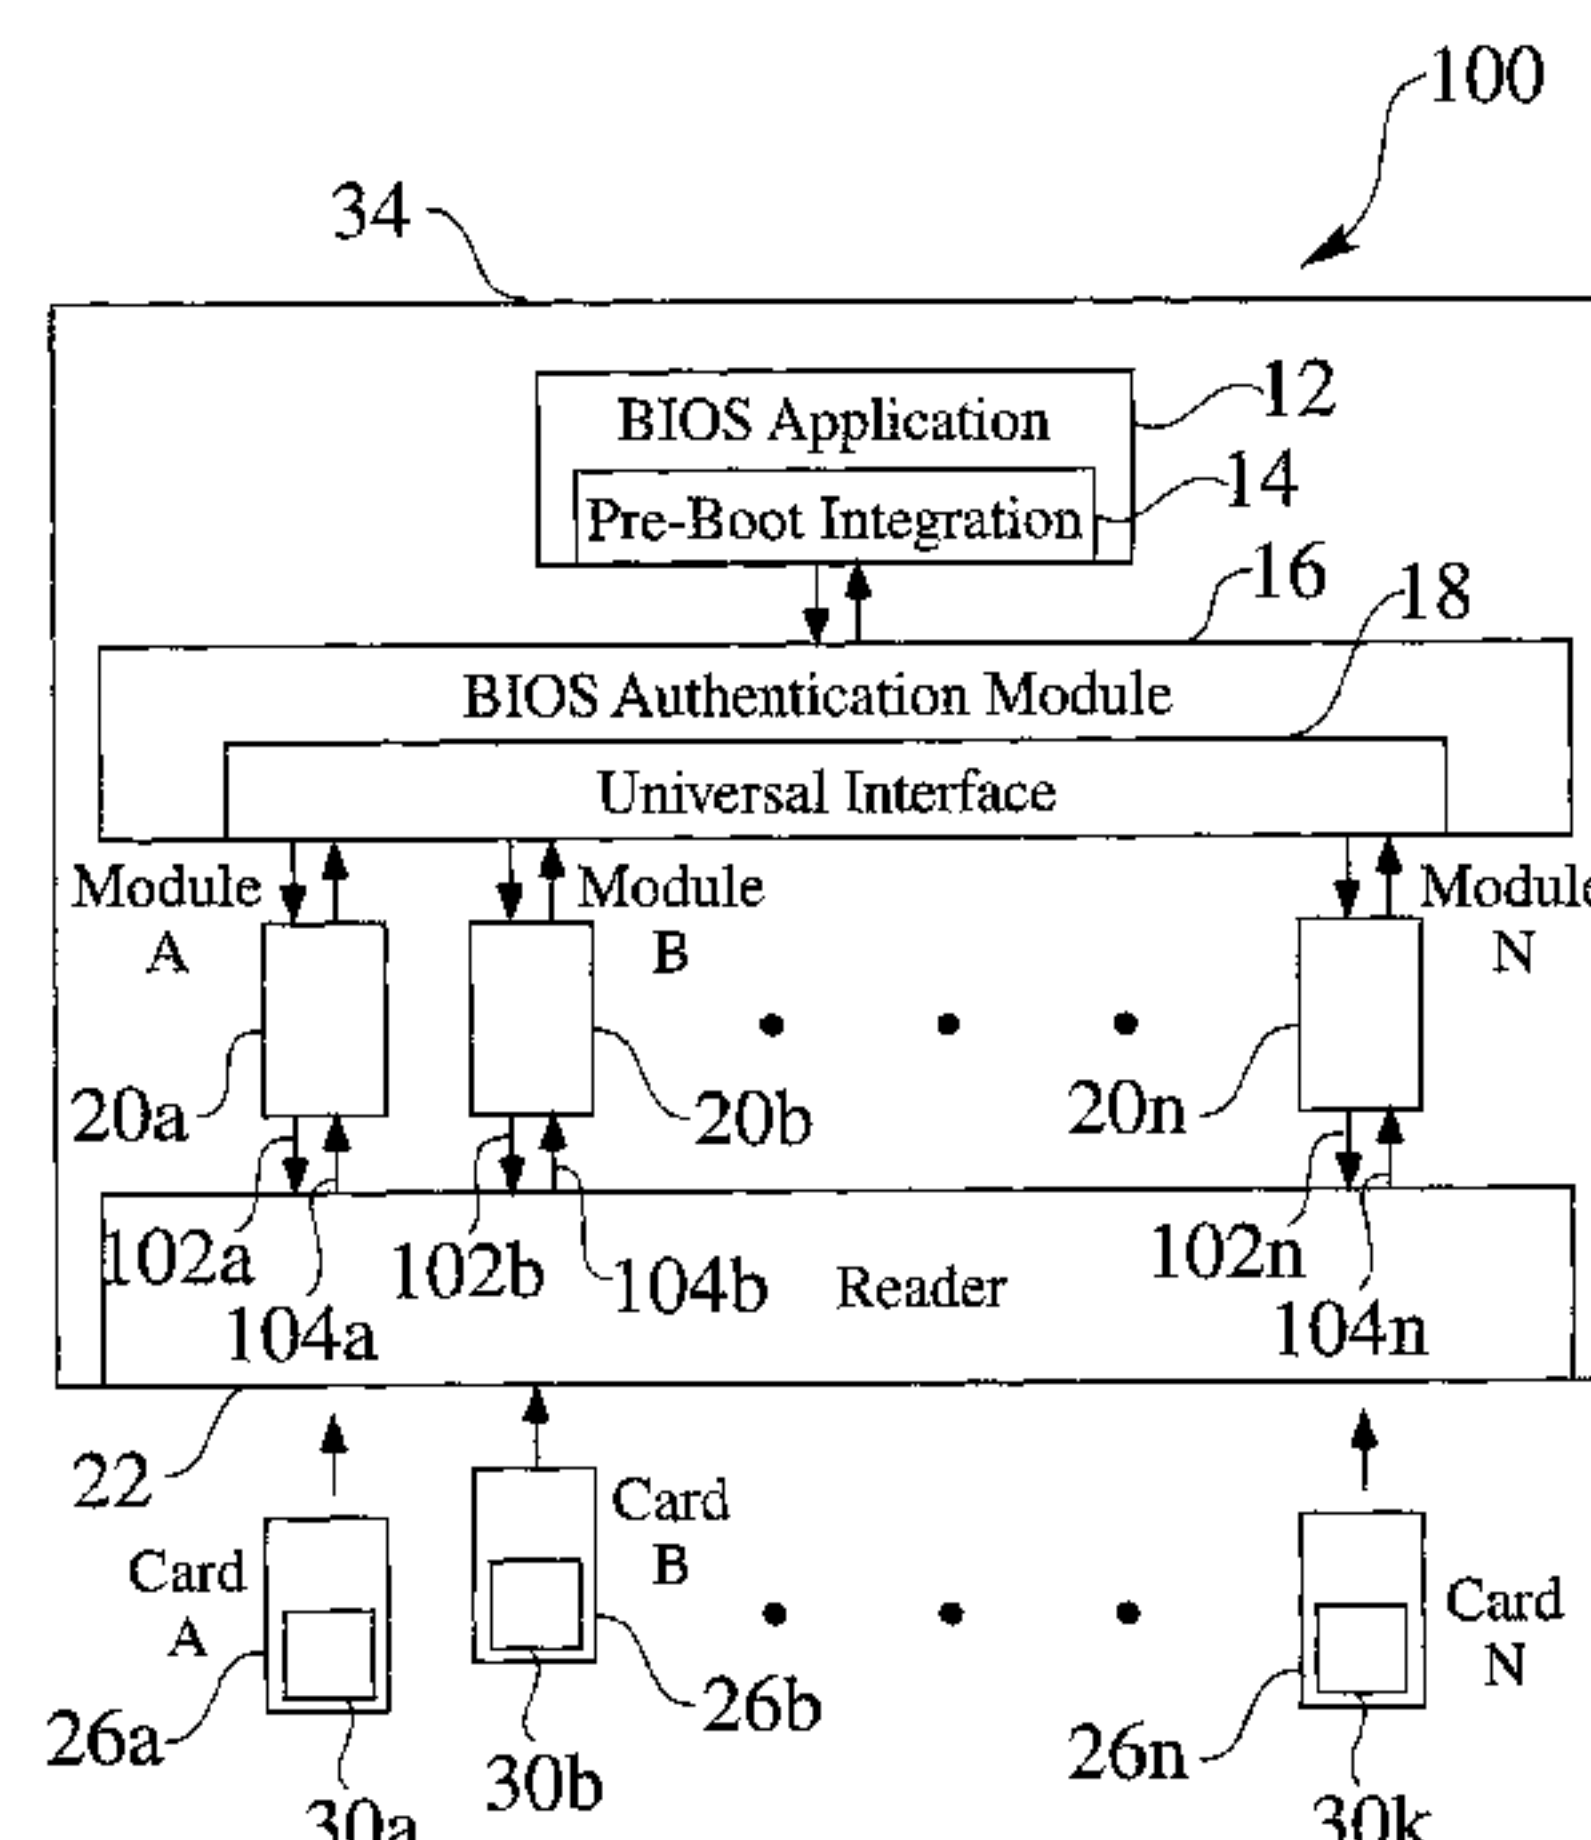 100
34
BIOS Application
12
Pre-Boot Integration
14
16
18
BIOS Authentication Module
Universal Interface
Module
A
Module
B
Module
N
20a
20b
20n
102a
104a
102b
104b
Reader
102n
104n
22
Card
A
Card
B
Card
N
26a
30a
30b
26b
26n
30k